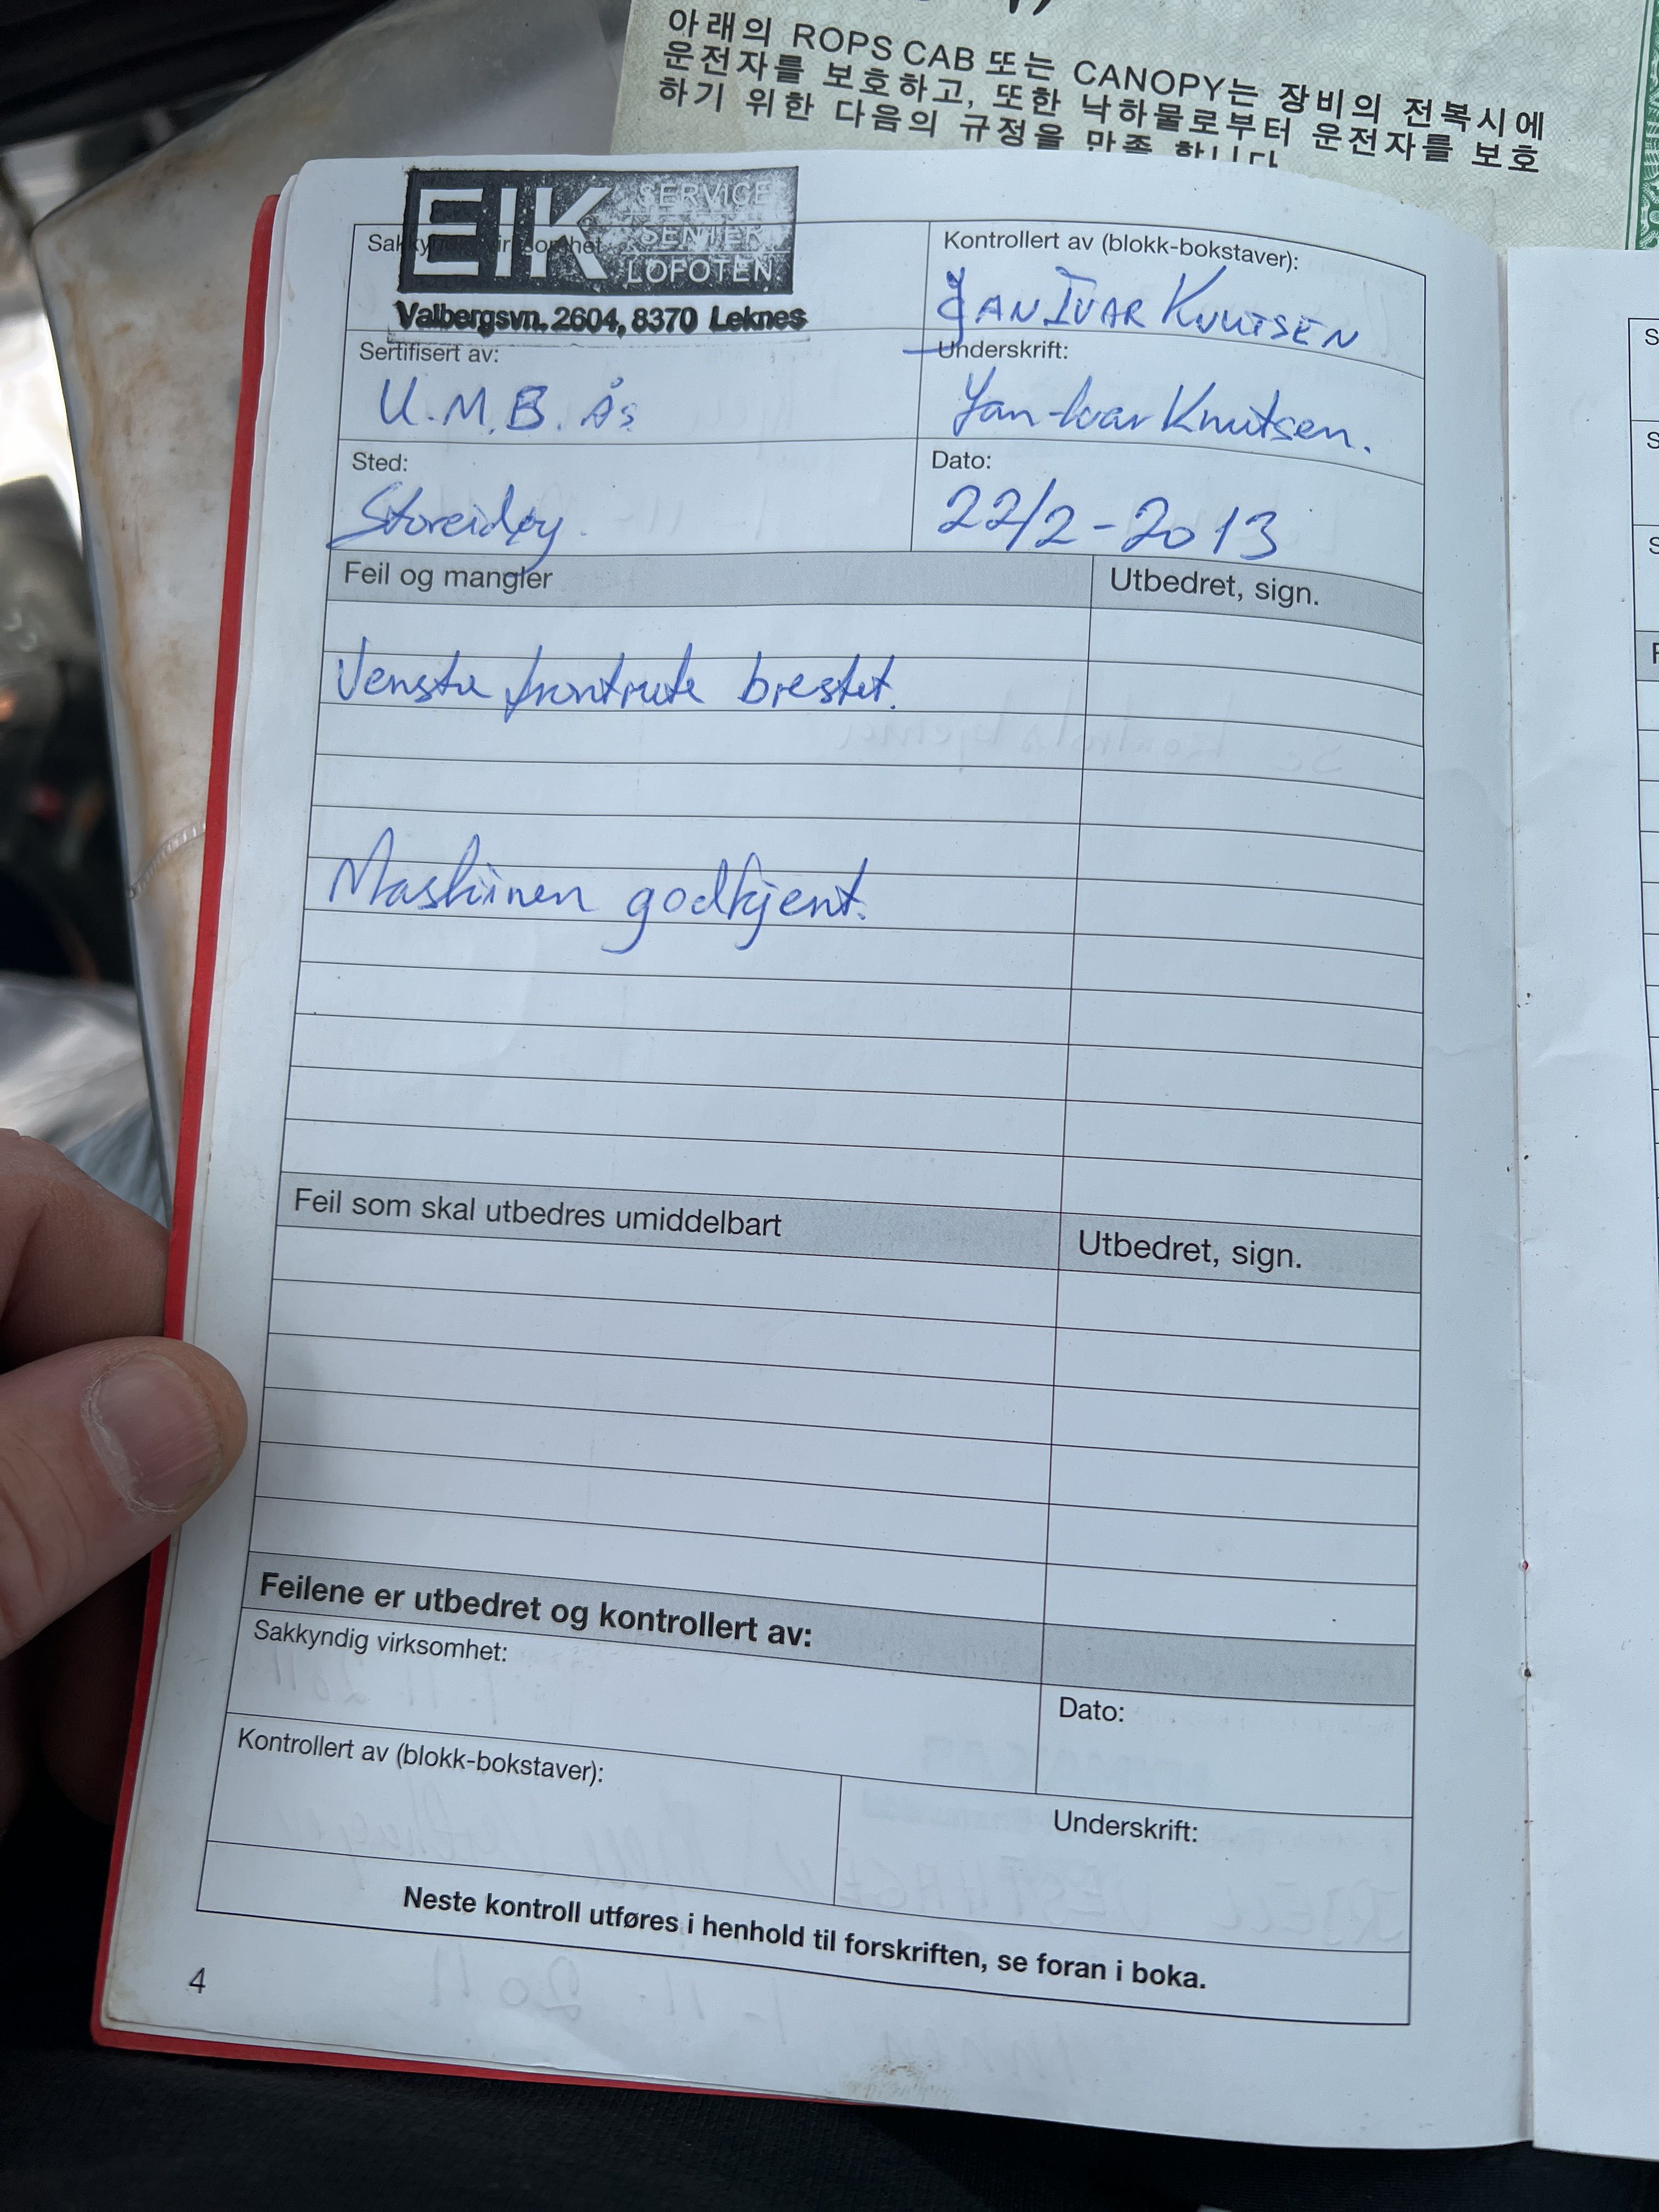 아래의 ROPS CAB 또는 CANOPY는 장비의 전복시에
운전자를 보호하고, 또한 낙하물로부터 운전자를 보호
하기 위한 다음의 규정을 만족 합니다
EIK SERVICE
SENTER
LOFOTEN
Valbergsvn. 2604, 8370 Leknes
Sakkyndig virksomhet
Kontrollert av (blokk-bokstaver):
JAN IVAR KNUTSEN
Sertifisert av:
U.M.B. Ås
Underskrift:
Jan-Ivar Knutsen.
Sted:
Storeidøy.
Dato:
22/2-2013
Feil og mangler
Utbedret, sign.
Venstre frontrute brestet.
Maskinen godkjent.
Feil som skal utbedres umiddelbart
Utbedret, sign.
Feilene er utbedret og kontrollert av:
Sakkyndig virksomhet:
Dato:
Kontrollert av (blokk-bokstaver):
Underskrift:
Neste kontroll utføres i henhold til forskriften, se foran i boka.
4